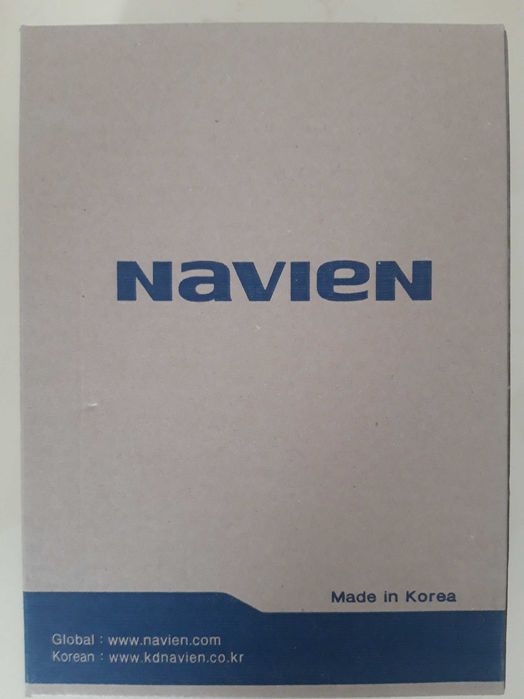 NAVIEN
Made in Korea
Global : www.navien.com
Korean : www.kdnavien.co.kr